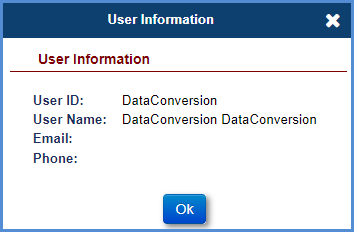 User Information
User Information
User ID: DataConversion
User Name: DataConversion DataConversion
Email:
Phone:
Ok